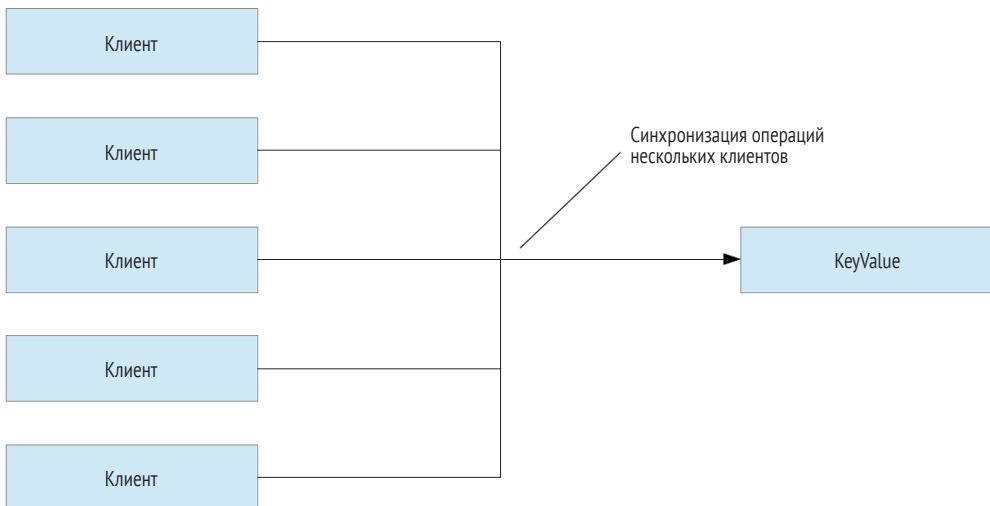 Клиент
Клиент
Синхронизация операций
нескольких клиентов
Клиент
KeyValue
Клиент
Клиент